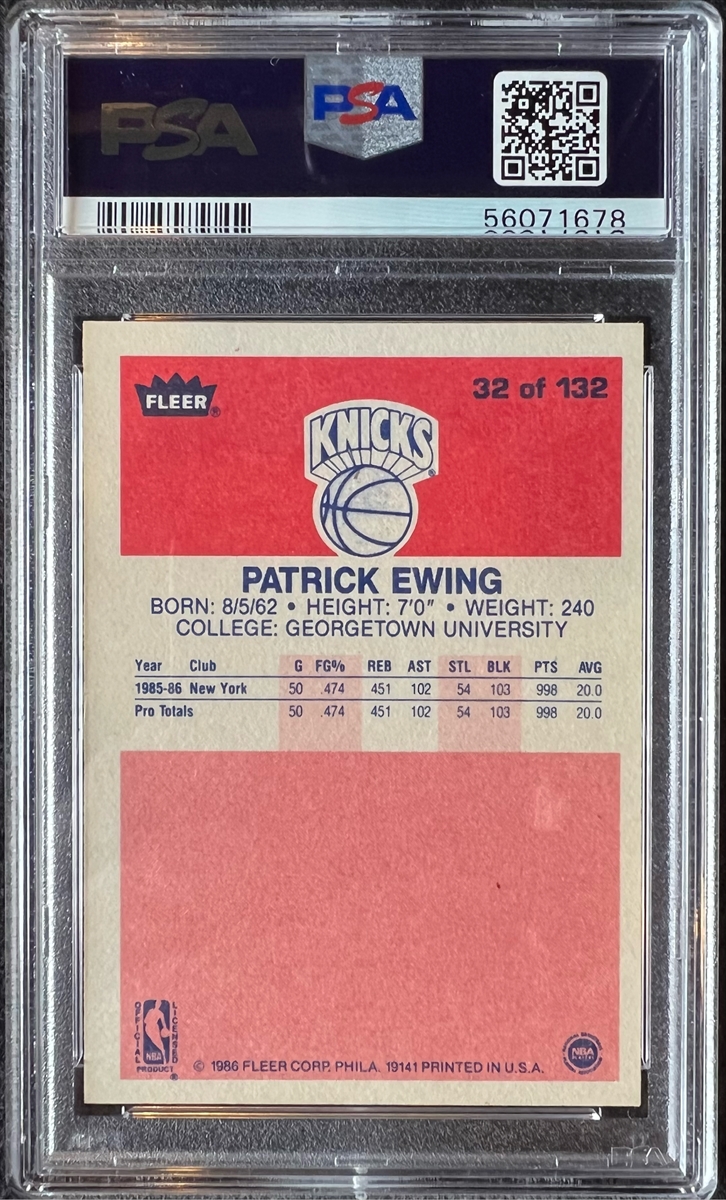 PSA PSA
56071678
FLEER®
32 of 132
KNICKS®
PATRICK EWING
BORN: 8/5/62 • HEIGHT: 7'0" • WEIGHT: 240
COLLEGE: GEORGETOWN UNIVERSITY
Year Club G FG% REB AST STL BLK PTS AVG
1985-86 New York 50 .474 451 102 54 103 998 20.0
Pro Totals 50 .474 451 102 54 103 998 20.0
OFFICIAL LICENSED
NBA
PRODUCT®
© 1986 FLEER CORP. PHILA. 19141 PRINTED IN U.S.A.
NBA
PSA